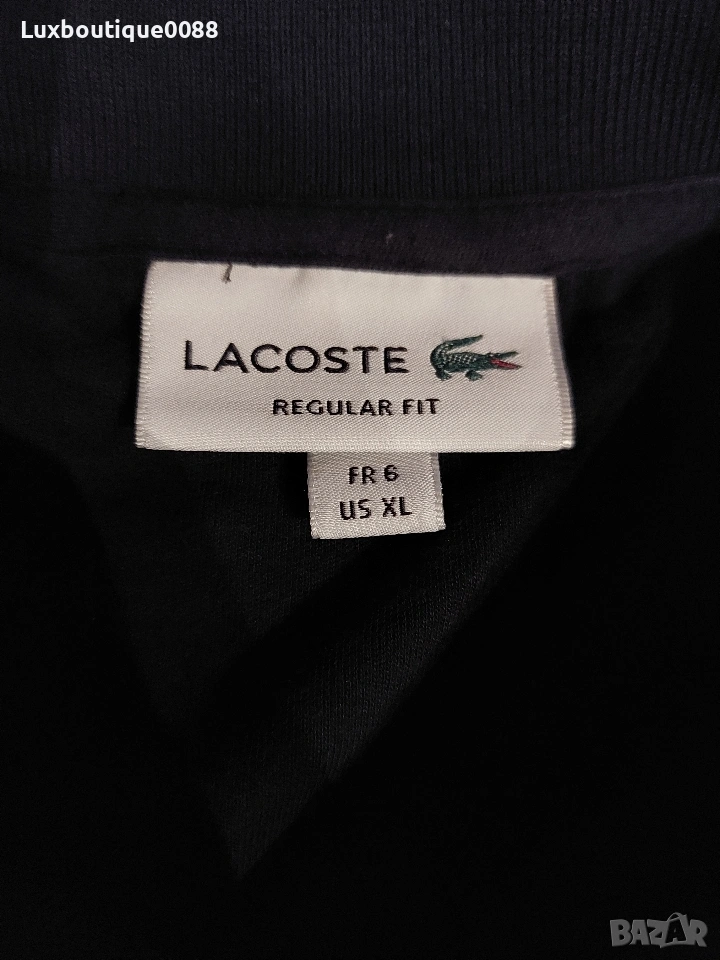 Luxboutique0088
LACOSTE
REGULAR FIT
FR 6
US XL
BAZAR